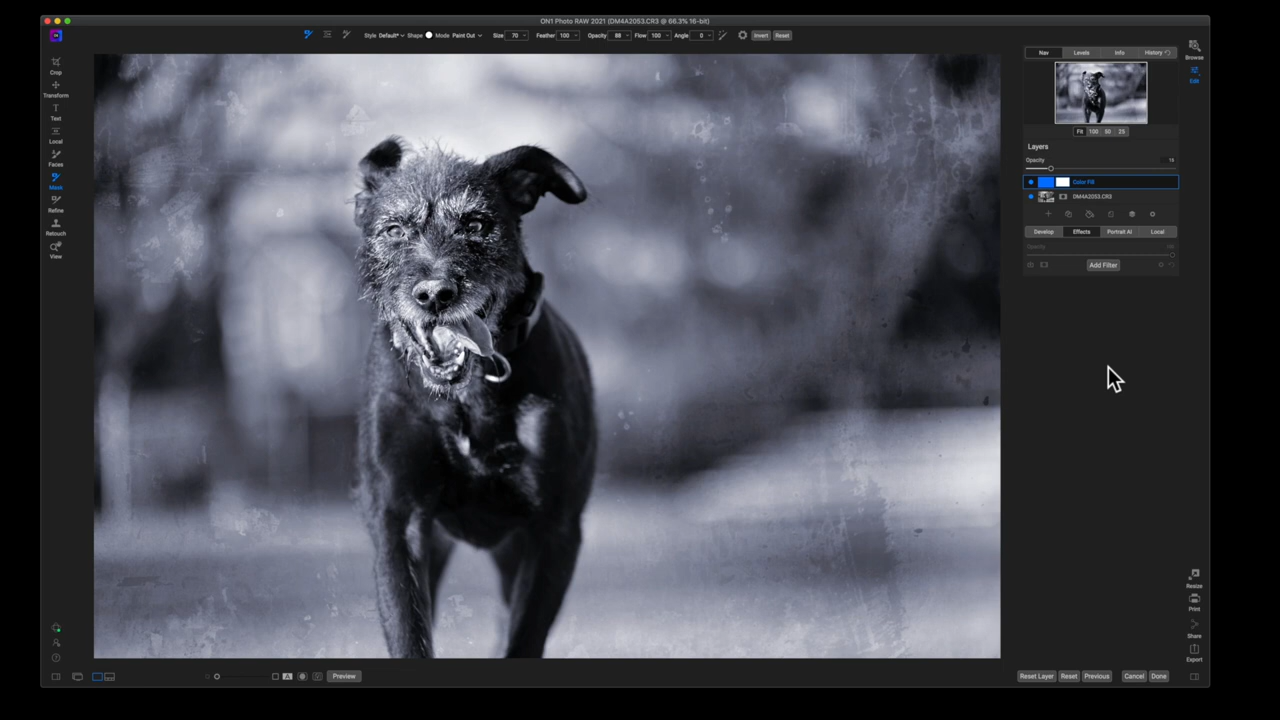 ON1 Photo RAW 2021 (DM4A2053.CR3 @ 66.3% 16-bit)
Style Default* Shape Mode Paint Out Size 70 Feather 100 Opacity 88 Flow 100 Angle 0 Invert Reset
Crop
Transform
Text
Local
Faces
Mask
Refine
Retouch
View
Nav Levels Info History
Fit 100 50 25
Layers
Opacity 15
Color Fill
DM4A2053.CR3
Develop Effects Portrait AI Local
Opacity 100
Add Filter
Browse
Edit
Resize
Print
Share
Export
A Preview
Reset Layer Reset Previous Cancel Done